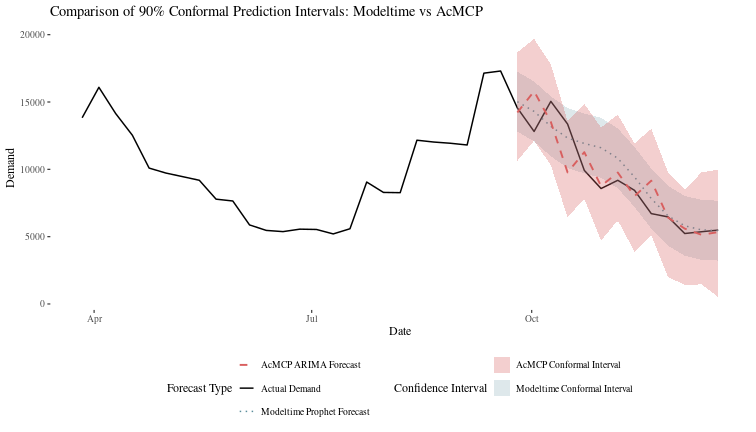 Comparison of 90% Conformal Prediction Intervals: Modeltime vs AcMCP
20000
15000
10000
5000
0
Demand
Apr
Jul
Oct
Date
Forecast Type
AcMCP ARIMA Forecast
Actual Demand
Modeltime Prophet Forecast
Confidence Interval
AcMCP Conformal Interval
Modeltime Conformal Interval